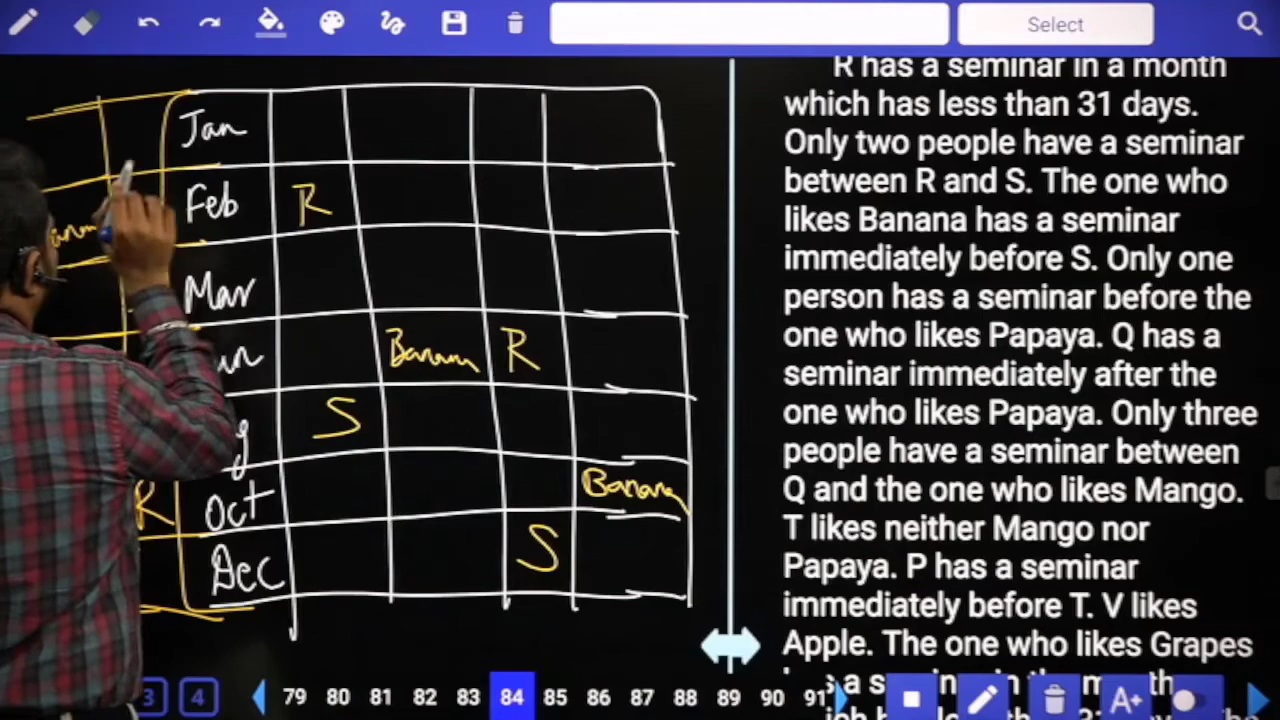 Select
Jan
Feb R
Mar
Banana R
S
R Oct Banana
Dec S
R has a seminar in a month
which has less than 31 days.
Only two people have a seminar
between R and S. The one who
likes Banana has a seminar
immediately before S. Only one
person has a seminar before the
one who likes Papaya. Q has a
seminar immediately after the
one who likes Papaya. Only three
people have a seminar between
Q and the one who likes Mango.
T likes neither Mango nor
Papaya. P has a seminar
immediately before T. V likes
Apple. The one who likes Grapes
3 4 79 80 81 82 83 84 85 86 87 88 89 90 91 A+